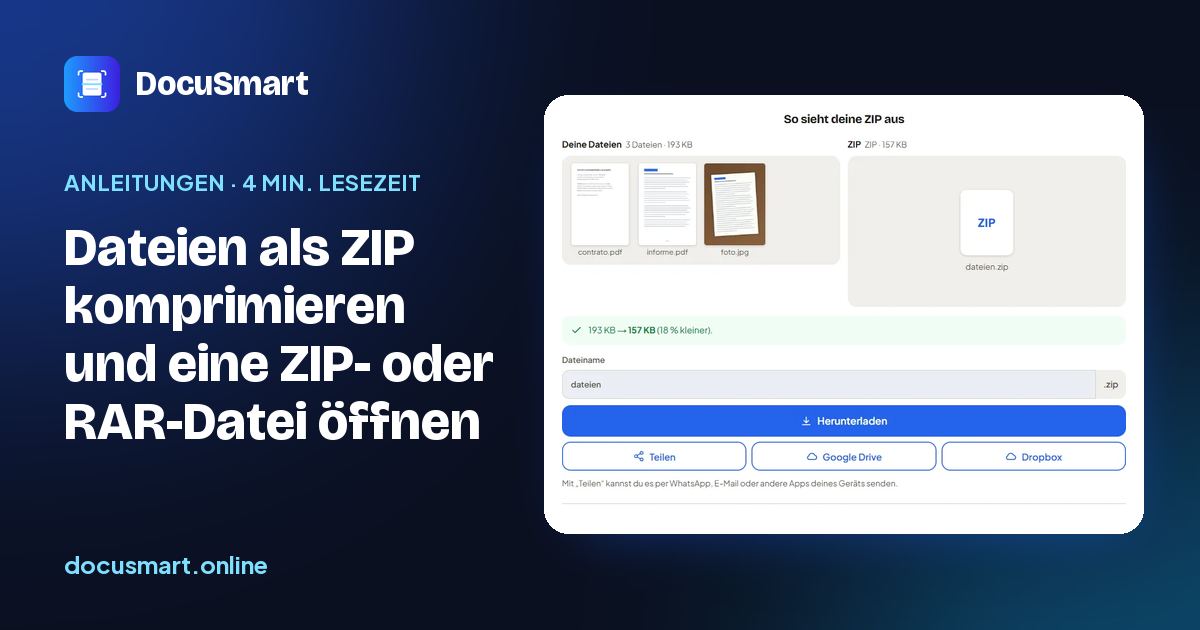 DocuSmart
ANLEITUNGEN · 4 MIN. LESEZEIT
Dateien als ZIP
komprimieren
und eine ZIP- oder
RAR-Datei öffnen
docusmart.online
So sieht deine ZIP aus
Deine Dateien 3 Dateien · 193 KB
contrato.pdf
informe.pdf
foto.jpg
ZIP ZIP · 157 KB
ZIP
dateien.zip
193 KB → 157 KB (18 % kleiner).
Dateiname
dateien
.zip
Herunterladen
Teilen
Google Drive
Dropbox
Mit „Teilen“ kannst du es per WhatsApp, E-Mail oder andere Apps deines Geräts senden.